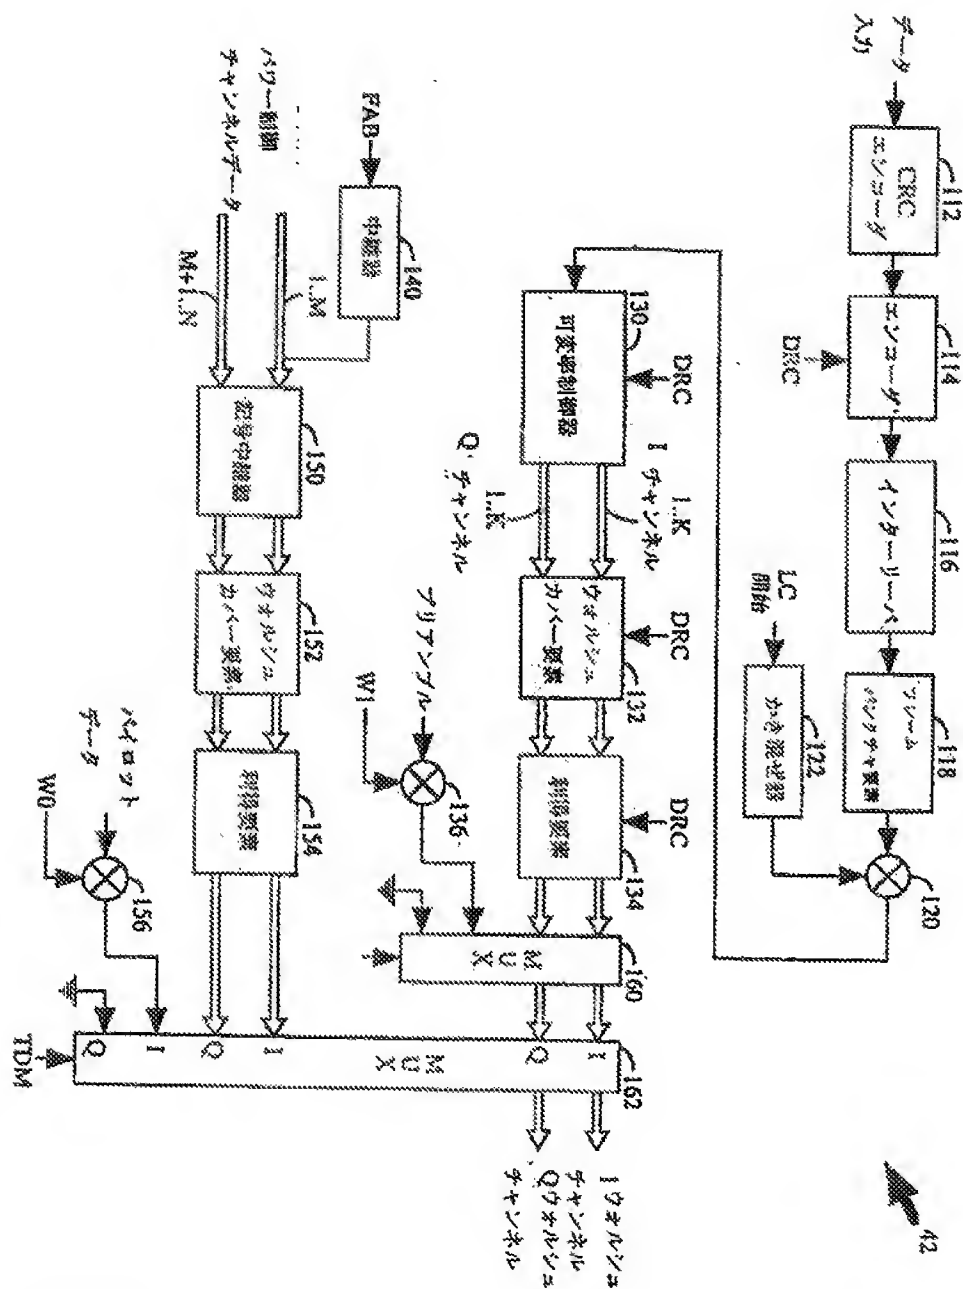 データ
入力
CRC
エンコーダ
112
エンコーダ
114
DRC
インターリーバ
116
フレーム
パンクチャ要素
118
120
LC
開始
かき混ぜ器
122
DRC
130
可変率制御器
I チャンネル
1..K
Q チャンネル
1..K
DRC
ウォルシュ
カバー要素
132
DRC
利得要素
134
プリアンブル
W1
136
MUX
160
FAB
中継器
140
パワー制御
チャンネルデータ
1..M
M+1..N
記号中継器
150
ウォルシュ
カバー要素
152
利得要素
154
パイロット
データ
W0
156
I
Q
MUX
I
Q
I
Q
162
TDM
I ウォルシュ
チャンネル
Q ウォルシュ
チャンネル
42